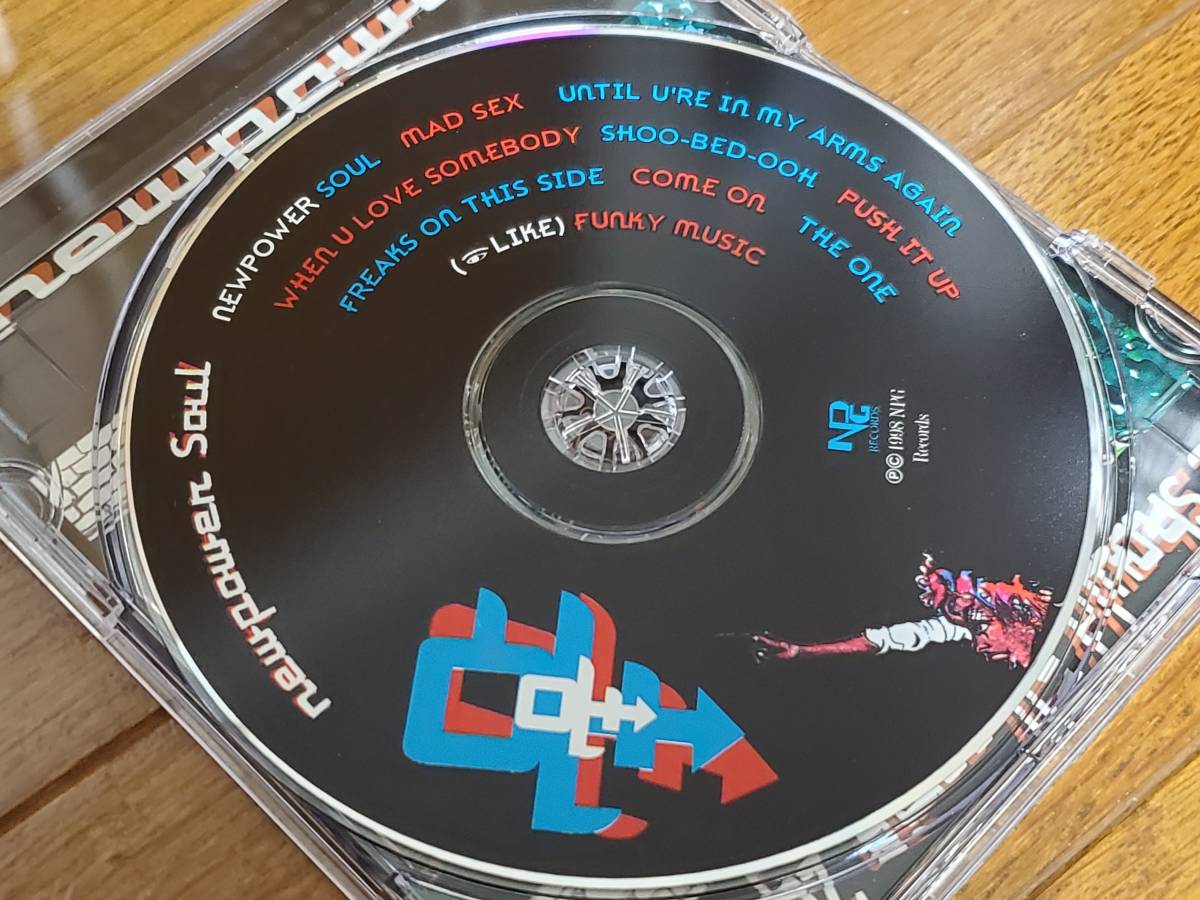 NEWPOWER SOUL MAD SEX UNTIL U'RE IN MY ARMS AGAIN
WHEN U LOVE SOMEBODY SHOO-BED-OOH PUSH IT UP
FREAKS ON THIS SIDE COME ON THE ONE
(👁LIKE) FUNKY MUSIC
newpower Soul
NPG
RECORDS
℗©1998 NPG
Records